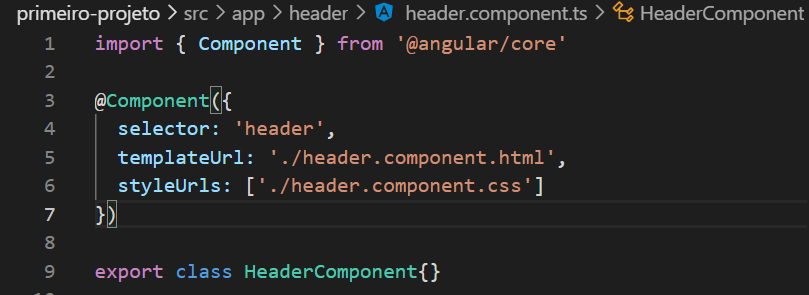 primeiro-projeto > src > app > header > header.component.ts > HeaderComponent
1 import { Component } from '@angular/core'
2
3 @Component({
4   selector: 'header',
5   templateUrl: './header.component.html',
6   styleUrls: ['./header.component.css']
7 })
8
9 export class HeaderComponent{}
10